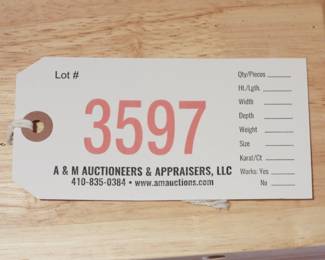 Lot #
3597
A & M AUCTIONEERS & APPRAISERS, LLC
410-835-0384 • www.amauctions.com
Qty/Pieces
Ht./Lgth.
Width
Depth
Weight
Size
Karat/Ct
Works: Yes
No